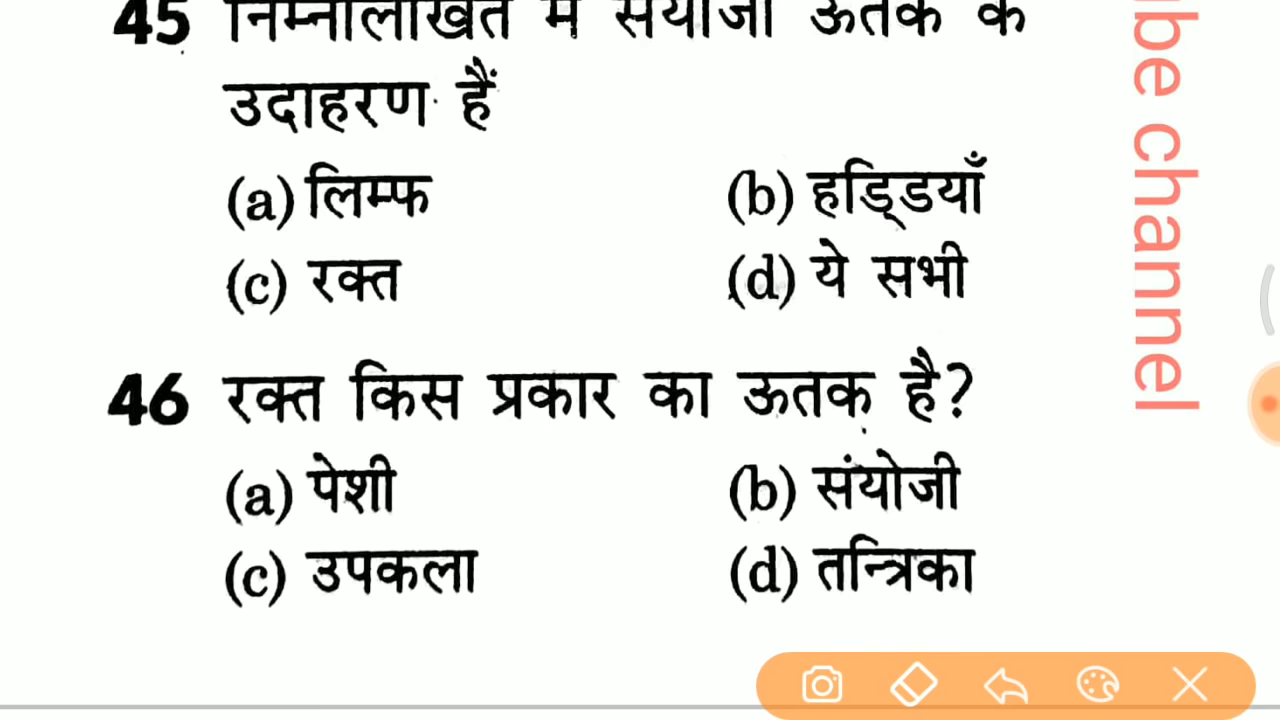 45 निम्नलिखित में संयोजी ऊतक के
उदाहरण हैं
(a) लिम्फ (b) हड्डियाँ
(c) रक्त (d) ये सभी
46 रक्त किस प्रकार का ऊतक है?
(a) पेशी (b) संयोजी
(c) उपकला (d) तन्त्रिका
be channel